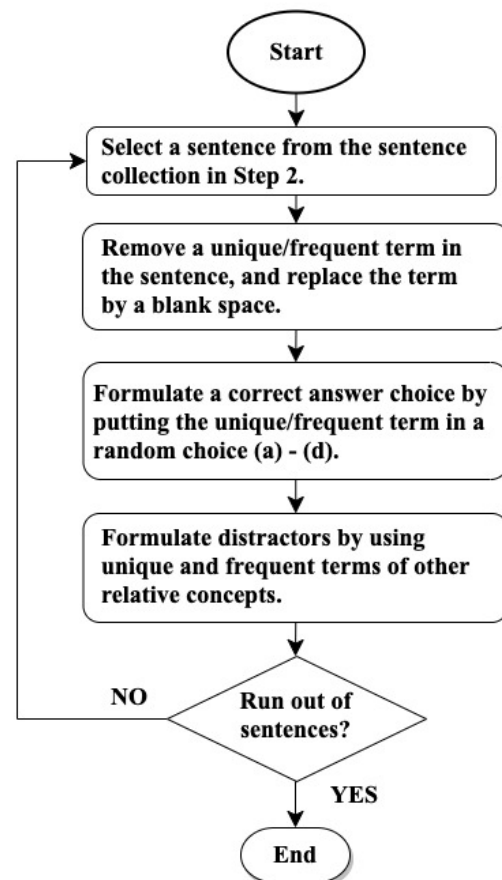 Start
Select a sentence from the sentence
collection in Step 2.
Remove a unique/frequent term in
the sentence, and replace the term
by a blank space.
Formulate a correct answer choice by
putting the unique/frequent term in a
random choice (a) - (d).
Formulate distractors by using
unique and frequent terms of other
relative concepts.
NO
Run out of
sentences?
YES
End